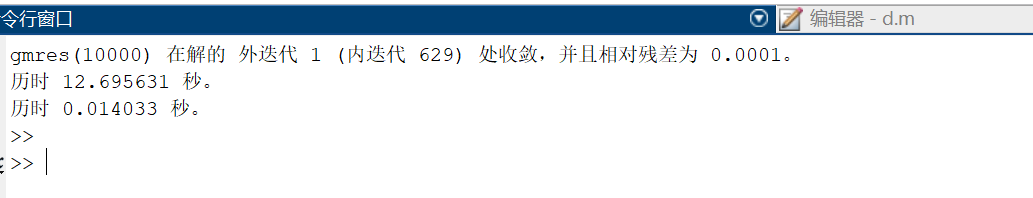 令行窗口
编辑器 - d.m
gmres(10000) 在解的 外迭代 1 (内迭代 629) 处收敛，并且相对残差为 0.0001。
历时 12.695631 秒。
历时 0.014033 秒。
>>
>>